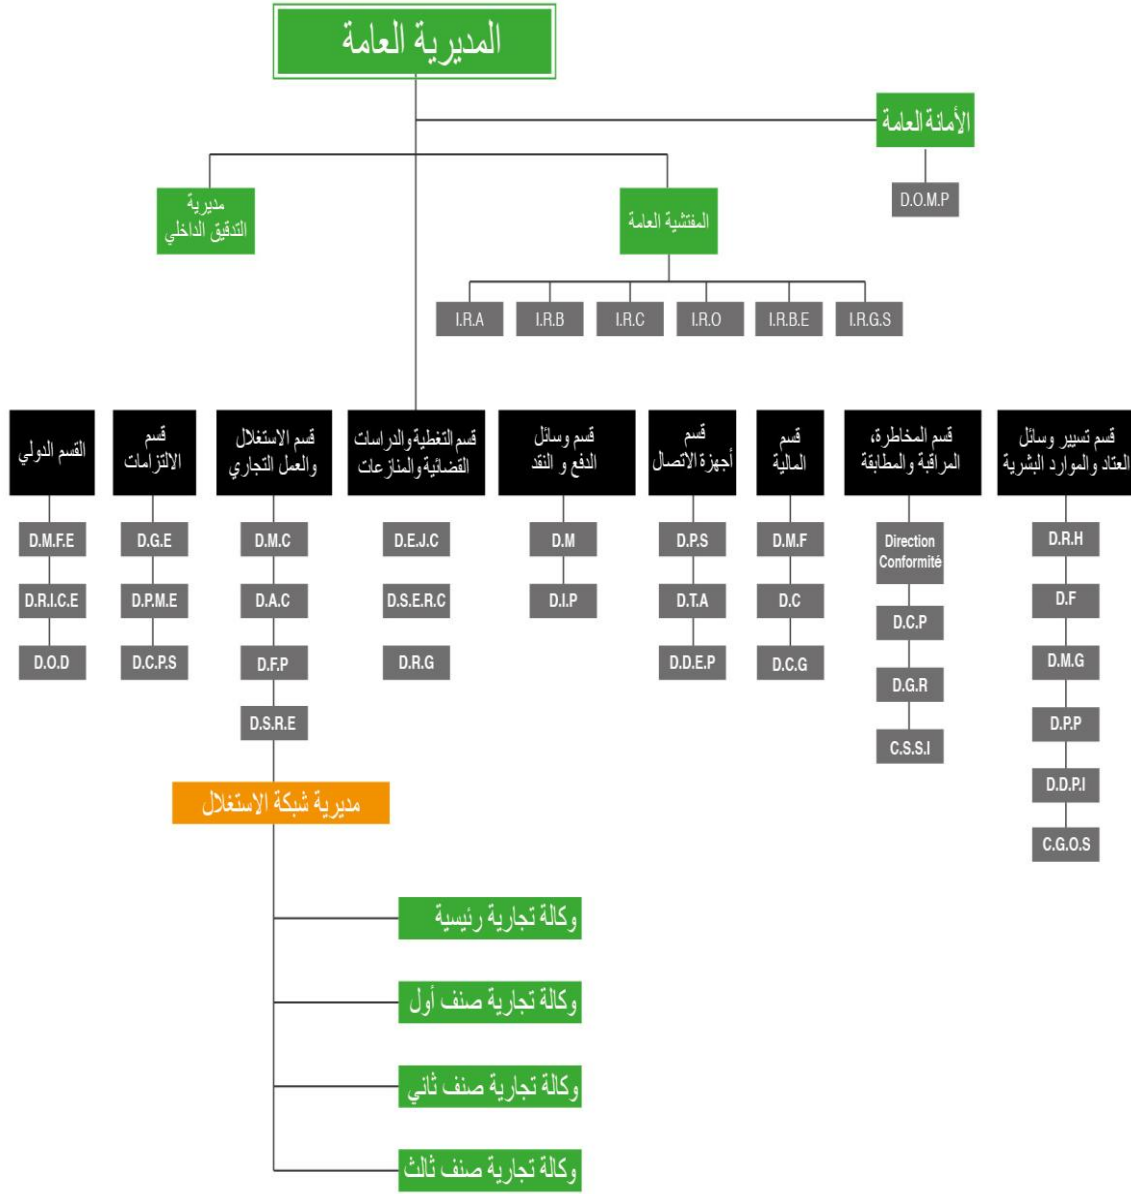 المديرية العامة
الأمانة العامة
D.O.M.P
مديرية
التدقيق الداخلي
المفتشية العامة
I.R.A
I.R.B
I.R.C
I.R.O
I.R.B.E
I.R.G.S
القسم الدولي
D.M.F.E
D.R.I.C.E
D.O.D
قسم
الالتزامات
D.G.E
D.P.M.E
D.C.P.S
قسم الاستغلال
والعمل التجاري
D.M.C
D.A.C
D.F.P
D.S.R.E
قسم التغطية والدراسات
القضائية والمنازعات
D.E.J.C
D.S.E.R.C
D.R.G
قسم وسائل
الدفع و النقد
D.M
D.I.P
قسم
أجهزة الاتصال
D.P.S
D.T.A
D.D.E.P
قسم
المالية
D.M.F
D.C
D.C.G
قسم المخاطرة،
المراقبة والمطابقة
Direction
Conformité
D.C.P
D.G.R
C.S.S.I
قسم تسيير وسائل
العتاد والموارد البشرية
D.R.H
D.F
D.M.G
D.P.P
D.D.P.I
C.G.O.S
مديرية شبكة الاستغلال
وكالة تجارية رئيسية
وكالة تجارية صنف أول
وكالة تجارية صنف ثاني
وكالة تجارية صنف ثالث